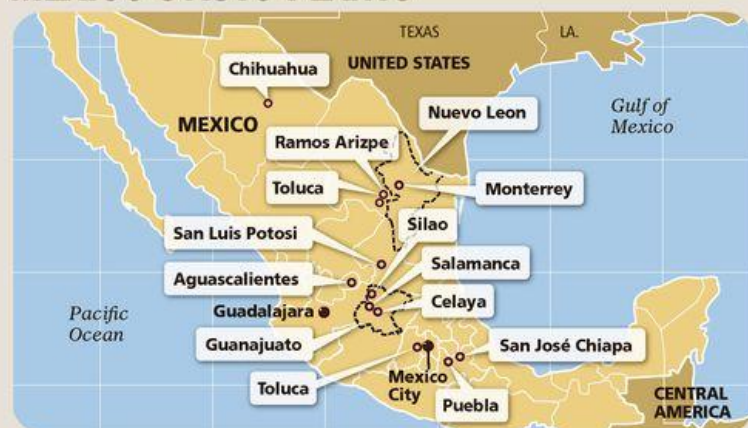 TEXAS
LA.
UNITED STATES
Chihuahua
Gulf of
Mexico
Nuevo Leon
MEXICO
Ramos Arizpe
Toluca
Monterrey
Silao
San Luis Potosi
Salamanca
Aguascalientes
Celaya
Pacific
Ocean
Guadalajara
Guanajuato
San José Chiapa
Toluca
Mexico
City
Puebla
CENTRAL
AMERICA